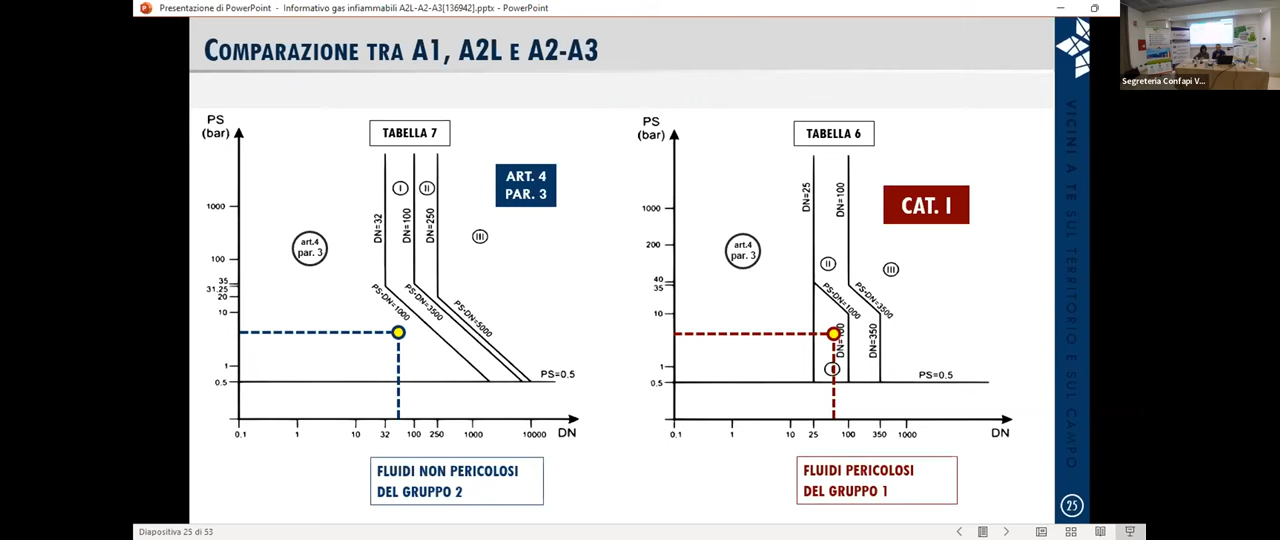 Presentazione di PowerPoint - Informativo gas infiammabili A2L-A2-A3[136942].pptx - PowerPoint
Segreteria Confapi V...
COMPARAZIONE TRA A1, A2L E A2-A3
PS
(bar)
TABELLA 7
ART. 4
PAR. 3
I
II
III
art.4
par. 3
DN=32
DN=100
DN=250
PS·DN=1000
PS·DN=3500
PS·DN=5000
PS=0.5
1000
100
35
31.25
20
10
1
0.5
0.1
1
10
32
100
250
1000
10000
DN
FLUIDI NON PERICOLOSI
DEL GRUPPO 2
PS
(bar)
TABELLA 6
CAT. I
art.4
par. 3
DN=25
DN=100
II
III
PS·DN=1000
PS·DN=3500
DN=100
DN=350
I
PS=0.5
1000
200
40
35
10
1
0.5
0.1
1
10
25
100
350
1000
DN
FLUIDI PERICOLOSI
DEL GRUPPO 1
VICINI A TE SUL TERRITORIO E SUL CAMPO
25
Diapositiva 25 di 53